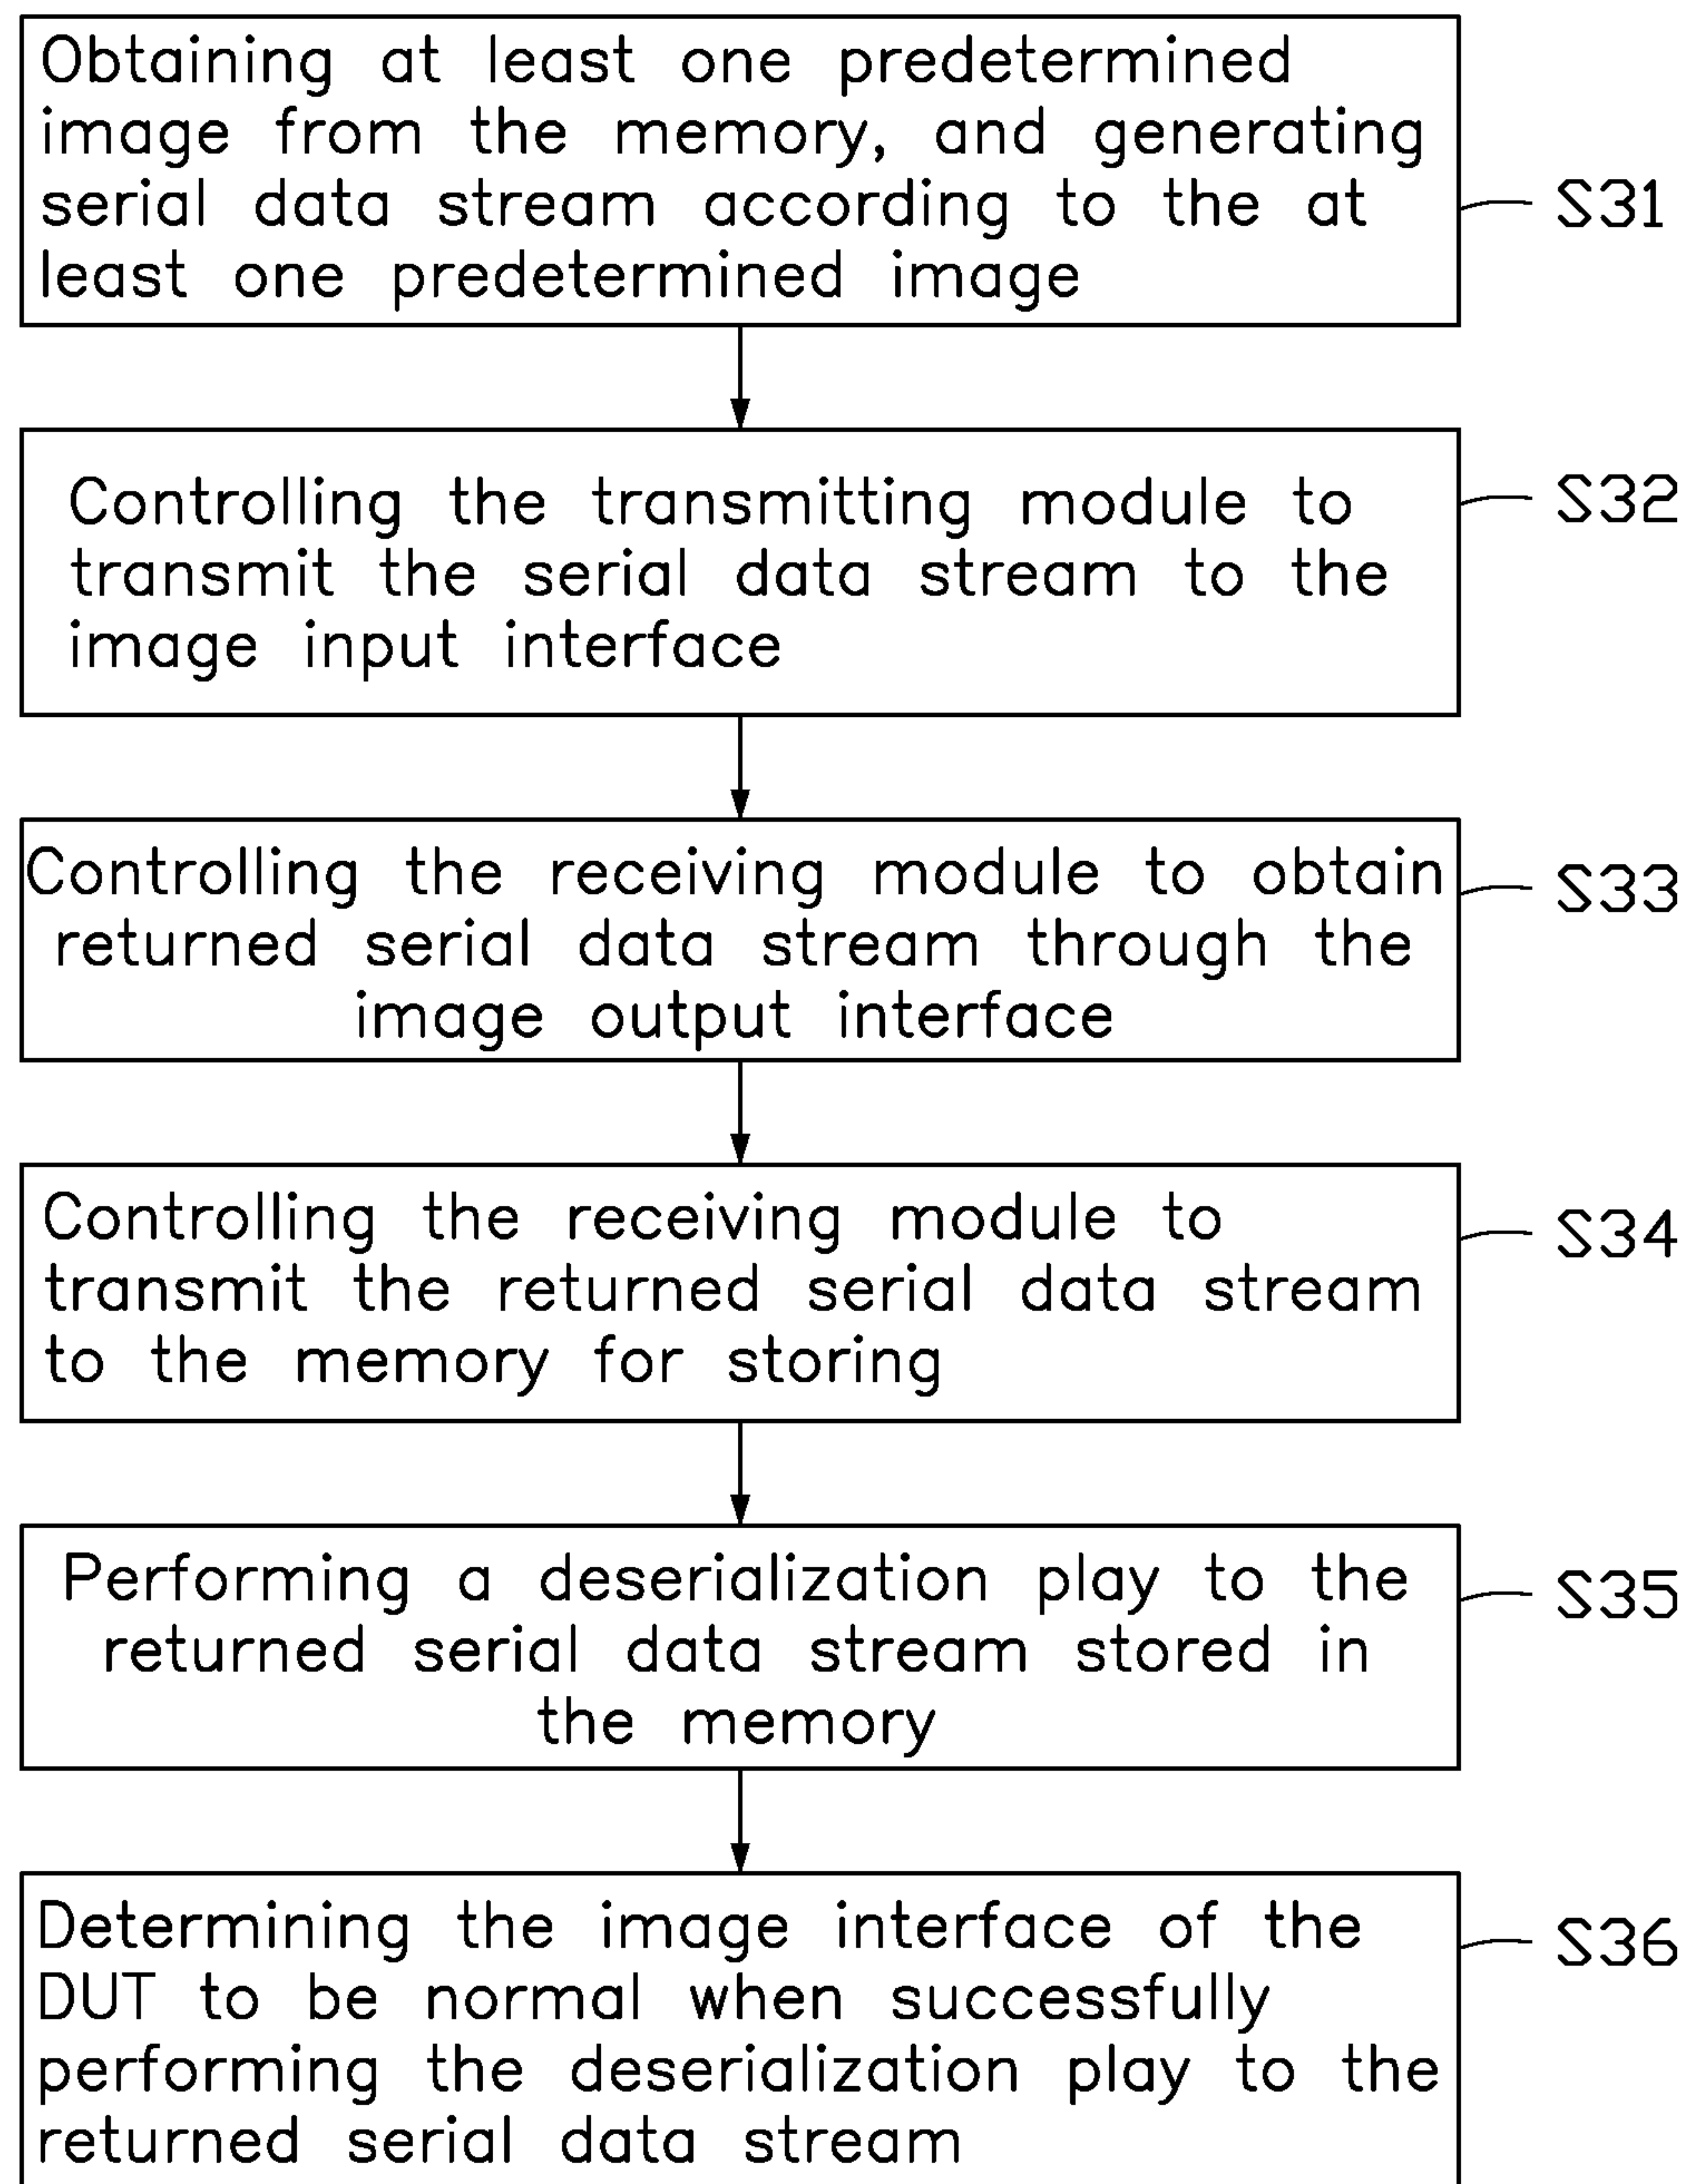 Obtaining at least one predetermined
image from the memory, and generating
serial data stream according to the at
least one predetermined image
S31
Controlling the transmitting module to
transmit the serial data stream to the
image input interface
S32
Controlling the receiving module to obtain
returned serial data stream through the
image output interface
S33
Controlling the receiving module to
transmit the returned serial data stream
to the memory for storing
S34
Performing a deserialization play to the
returned serial data stream stored in
the memory
S35
Determining the image interface of the
DUT to be normal when successfully
performing the deserialization play to the
returned serial data stream
S36